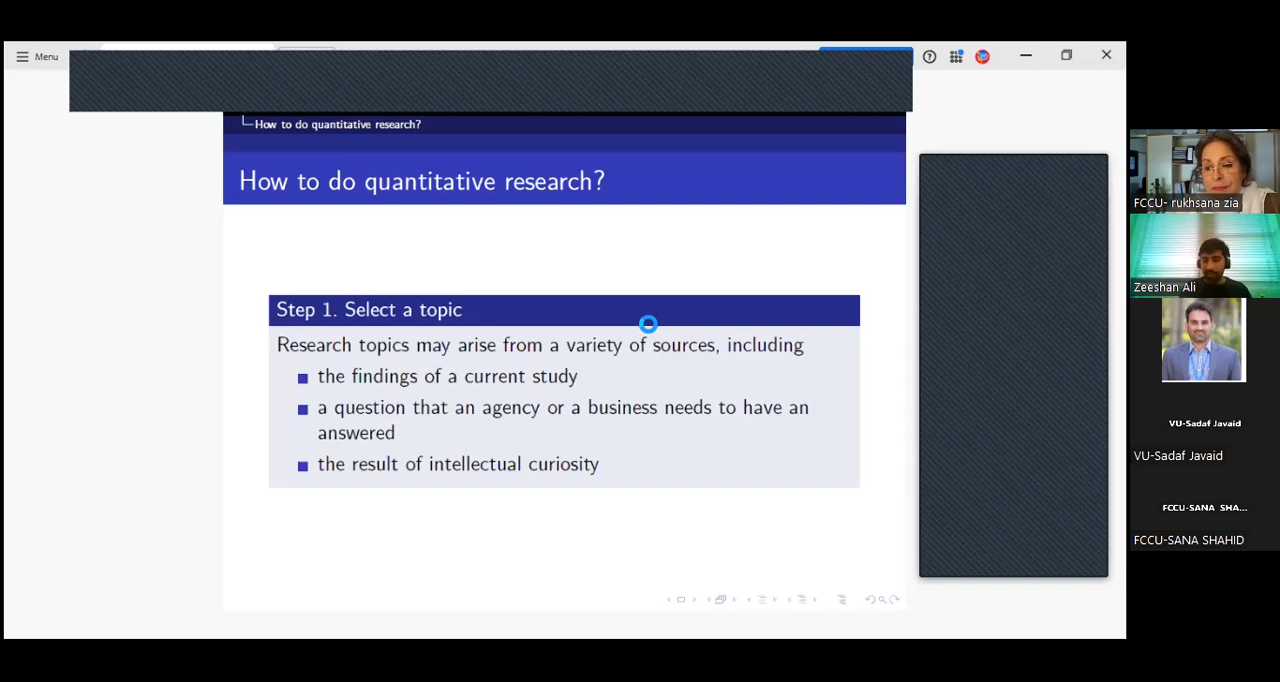 Menu
How to do quantitative research?
How to do quantitative research?
Step 1. Select a topic
Research topics may arise from a variety of sources, including
the findings of a current study
a question that an agency or a business needs to have an
answered
the result of intellectual curiosity
FCCU- rukhsana zia
Zeeshan Ali
VU-Sadaf Javaid
VU-Sadaf Javaid
FCCU-SANA SHA...
FCCU-SANA SHAHID